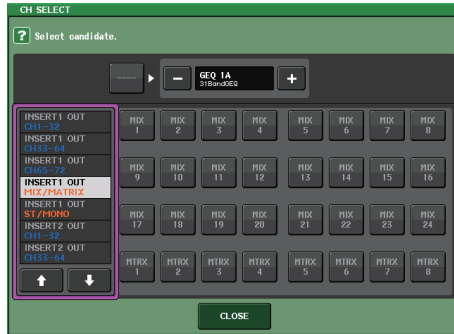 CH SELECT
? Select candidate.
----
− GEQ 1A +
31BandGEQ
INSERT1 OUT
CH1-32
INSERT1 OUT
CH33-64
INSERT1 OUT
CH65-72
INSERT1 OUT
MIX/MATRIX
INSERT1 OUT
ST/MONO
INSERT2 OUT
CH1-32
INSERT2 OUT
CH33-64
MIX 1 MIX 2 MIX 3 MIX 4 MIX 5 MIX 6 MIX 7 MIX 8
MIX 9 MIX 10 MIX 11 MIX 12 MIX 13 MIX 14 MIX 15 MIX 16
MIX 17 MIX 18 MIX 19 MIX 20 MIX 21 MIX 22 MIX 23 MIX 24
MTRX 1 MTRX 2 MTRX 3 MTRX 4 MTRX 5 MTRX 6 MTRX 7 MTRX 8
CLOSE